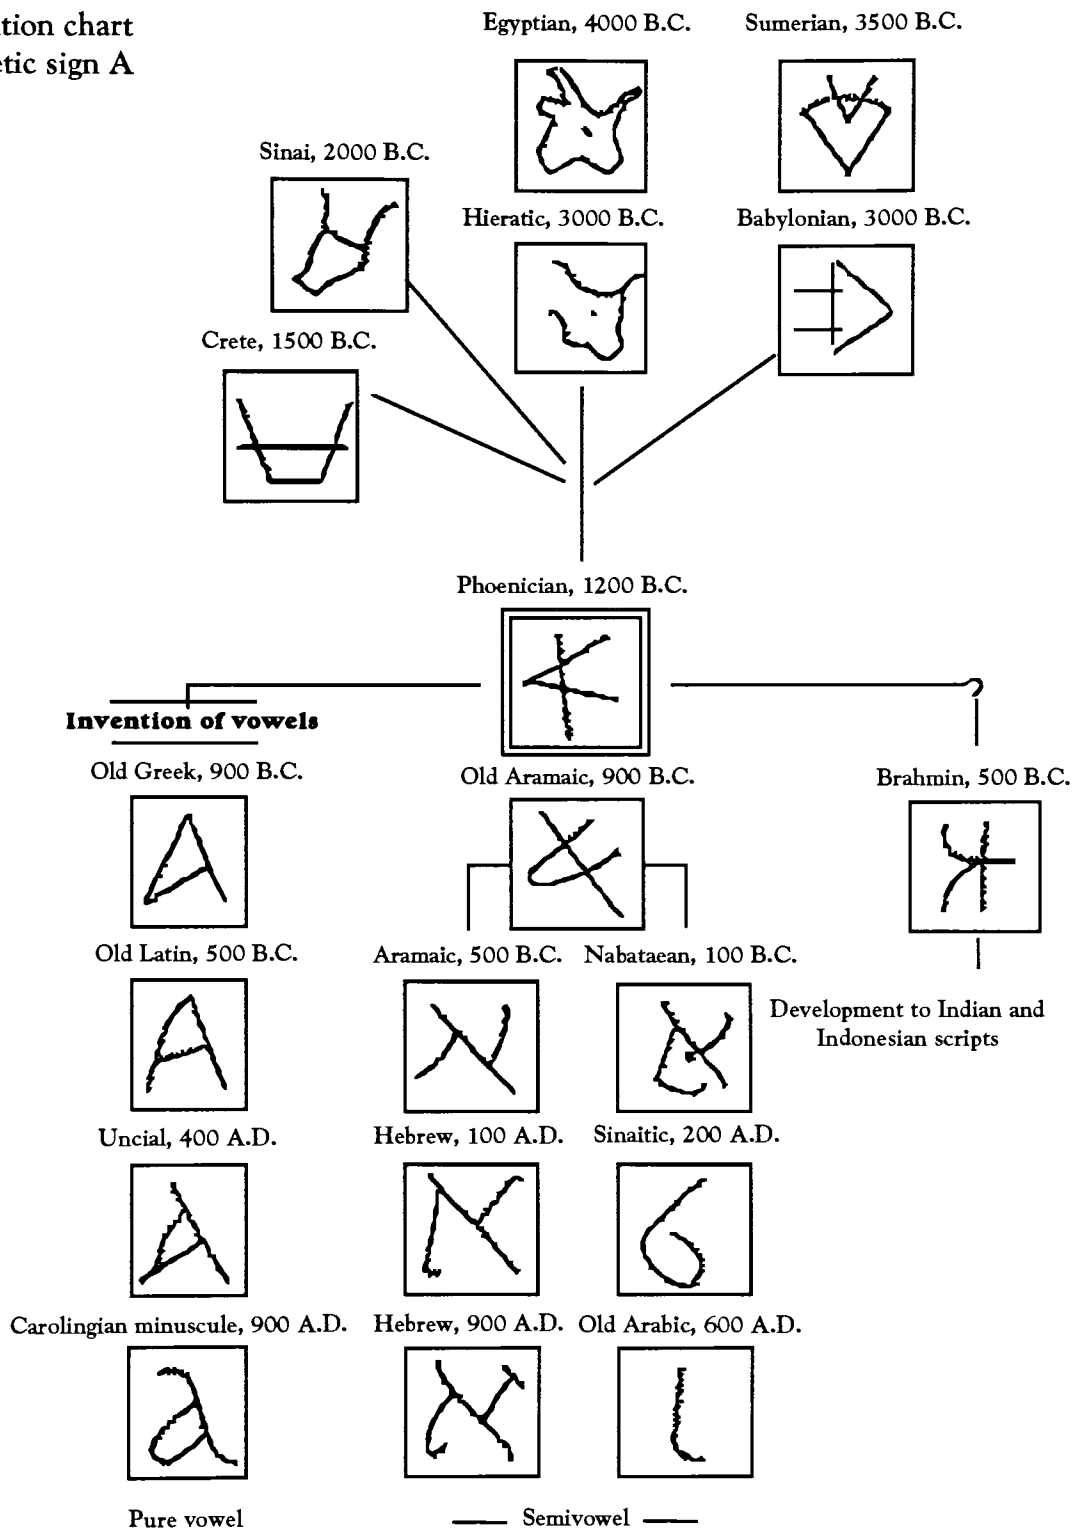 tion chart
etic sign A
Egyptian, 4000 B.C.
Sumerian, 3500 B.C.
Sinai, 2000 B.C.
Hieratic, 3000 B.C.
Babylonian, 3000 B.C.
Crete, 1500 B.C.
Phoenician, 1200 B.C.
Invention of vowels
Old Greek, 900 B.C.
Old Aramaic, 900 B.C.
Brahmin, 500 B.C.
Old Latin, 500 B.C.
Aramaic, 500 B.C.
Nabataean, 100 B.C.
Development to Indian and
Indonesian scripts
Uncial, 400 A.D.
Hebrew, 100 A.D.
Sinaitic, 200 A.D.
Carolingian minuscule, 900 A.D.
Hebrew, 900 A.D.
Old Arabic, 600 A.D.
Pure vowel
Semivowel